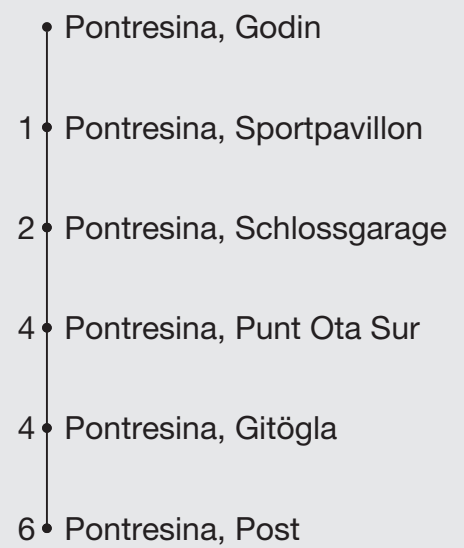 Pontresina, Godin
1 Pontresina, Sportpavillon
2 Pontresina, Schlossgarage
4 Pontresina, Punt Ota Sur
4 Pontresina, Gitögla
6 Pontresina, Post